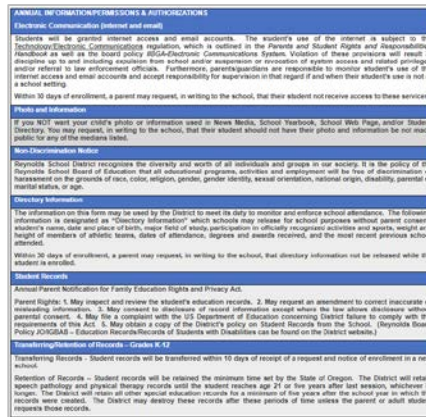 ANNUAL INFORMATION/PERMISSIONS & AUTHORIZATIONS
Electronic Communication (Internet and email)
Students will be granted internet access and email accounts. The student's use of the internet is subject to the
Technology/Electronic Communications regulation, which is outlined in the Parents and Student Rights and Responsibilities
Handbook as well as the board policy IIBGA-Electronic Communications System. Violation of these provisions will result
discipline up to and including expulsion from school and/or suspension or revocation of system access and related privileges
and/or referral to law enforcement officials. Furthermore, parents/guardians are responsible to monitor student's use of the
internet access and email accounts and accept responsibility for supervision in that regard if and when their student's use is not
a school setting.
Within 30 days of enrollment, a parent may request, in writing to the school, that their student not receive access to these services
Photo and Information
If you NOT want your child's photo or information used in News Media, School Yearbook, School Web Page, and/or Student
Directory. You may request, in writing to the school, that their student should not have their photo and information be not made
public for any of the medians listed.
Non-Discrimination Notice
Reynolds School District recognizes the diversity and worth of all individuals and groups in our society. It is the policy of the
Reynolds School Board of Education that all educational programs, activities and employment will be free of discrimination
harassment on the grounds of race, color, religion, gender, gender identity, sexual orientation, national origin, disability, parental
marital status, or age.
Directory Information
The information on this form may be used by the District to meet its duty to monitor and enforce school attendance. The following
information is designated as "Directory Information" which schools may release for school purposes without parent consent
student's name, date and place of birth, major field of study, participation in officially recognized activities and sports, weight and
height of members of athletic teams, dates of attendance, degrees and awards received, and the most recent previous school
attended.
Within 30 days of enrollment, a parent may request, in writing to the school, that directory information not be released while the
student is enrolled.
Student Records
Annual Parent Notification for Family Education Rights and Privacy Act.
Parent Rights: 1. May inspect and review the student's education records. 2. May request an amendment to correct inaccurate
misleading information. 3. May consent to disclosure of record information except where the law allows disclosure without
parental consent. 4. May file a complaint with the US Department of Education concerning District failure to comply with the
requirements of this Act. 5. May obtain a copy of the District's policy on Student Records from the School. (Reynolds Board
Policy JO/IGBAB – Education Records/Records of Students with Disabilities can be found on the District website.)
Transferring/Retention of Records – Grades K-12
Transferring Records - Student records will be transferred within 10 days of receipt of a request and notice of enrollment in a new
school.
Retention of Records – Student records will be retained the minimum time set by the State of Oregon. The District will retain
speech pathology and physical therapy records until the student reaches age 21 or five years after last session, whichever
longer. The District will retain all other special education records for a minimum of five years after the school year in which the
records were created. The District may destroy these records after these periods of time unless the parent or adult student
requests those records.